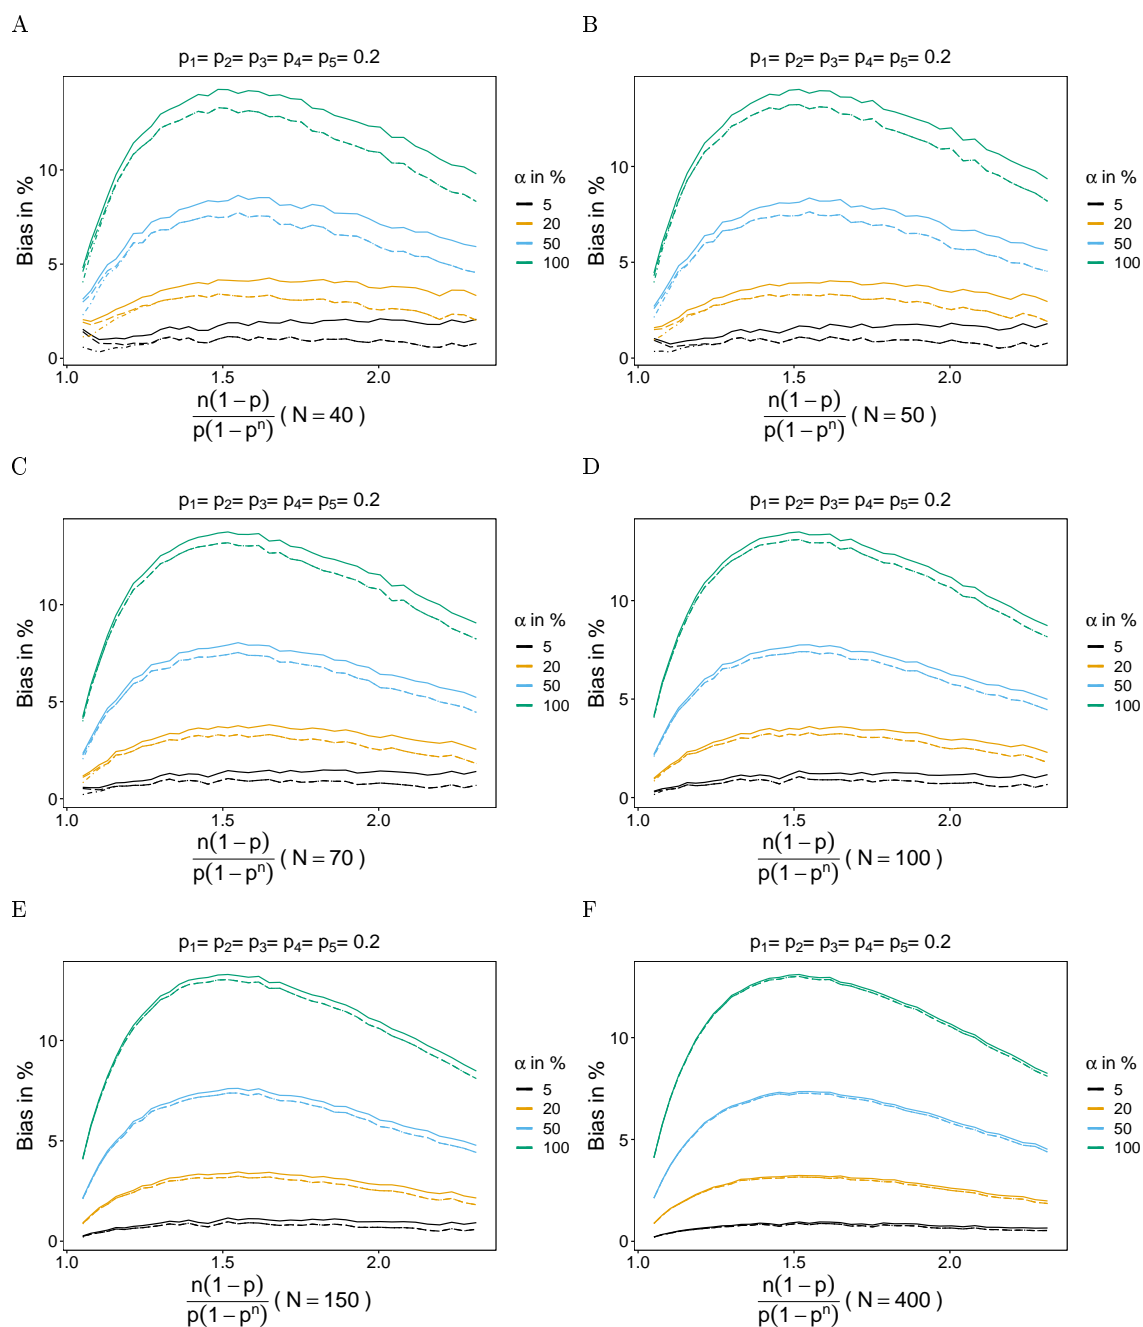 A
p1= p2= p3= p4= p5= 0.2
Bias in %
10
5
0
1.0
1.5
2.0
n(1−p)
p(1−pⁿ)
( N = 40 )
α in %
5
20
50
100
B
p1= p2= p3= p4= p5= 0.2
Bias in %
10
5
0
1.0
1.5
2.0
n(1−p)
p(1−pⁿ)
( N = 50 )
α in %
5
20
50
100
C
p1= p2= p3= p4= p5= 0.2
Bias in %
10
5
0
1.0
1.5
2.0
n(1−p)
p(1−pⁿ)
( N = 70 )
α in %
5
20
50
100
D
p1= p2= p3= p4= p5= 0.2
Bias in %
10
5
0
1.0
1.5
2.0
n(1−p)
p(1−pⁿ)
( N = 100 )
α in %
5
20
50
100
E
p1= p2= p3= p4= p5= 0.2
Bias in %
10
5
0
1.0
1.5
2.0
n(1−p)
p(1−pⁿ)
( N = 150 )
α in %
5
20
50
100
F
p1= p2= p3= p4= p5= 0.2
Bias in %
10
5
0
1.0
1.5
2.0
n(1−p)
p(1−pⁿ)
( N = 400 )
α in %
5
20
50
100